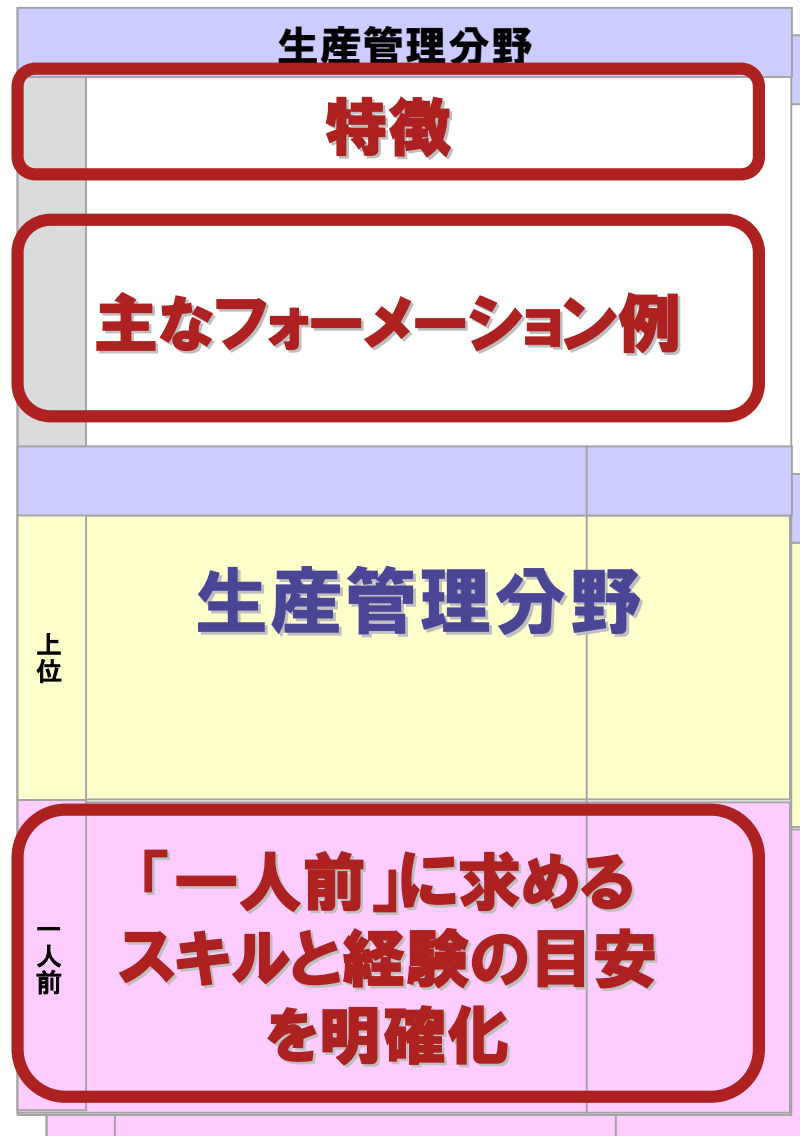 生産管理分野
特徴
主なフォーメーション例
生産管理分野
上位
「一人前」に求める
スキルと経験の目安
を明確化
一人前